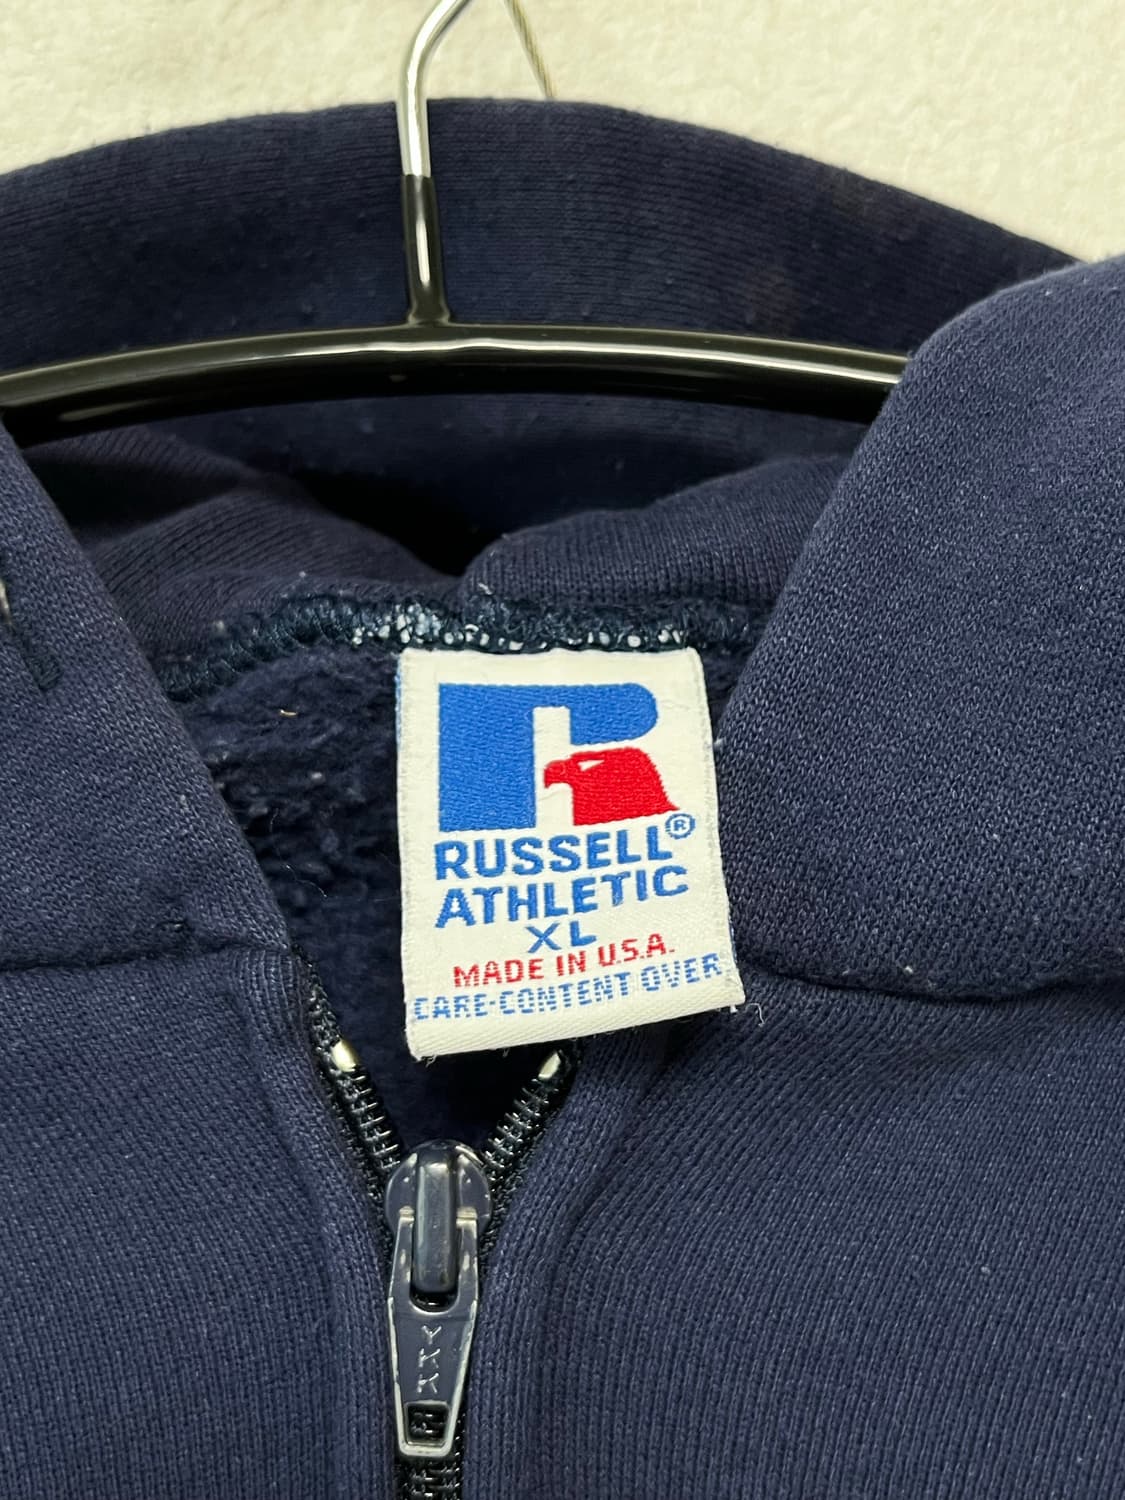 R
RUSSELL®
ATHLETIC
XL
MADE IN U.S.A.
CARE-CONTENT OVER
YKK